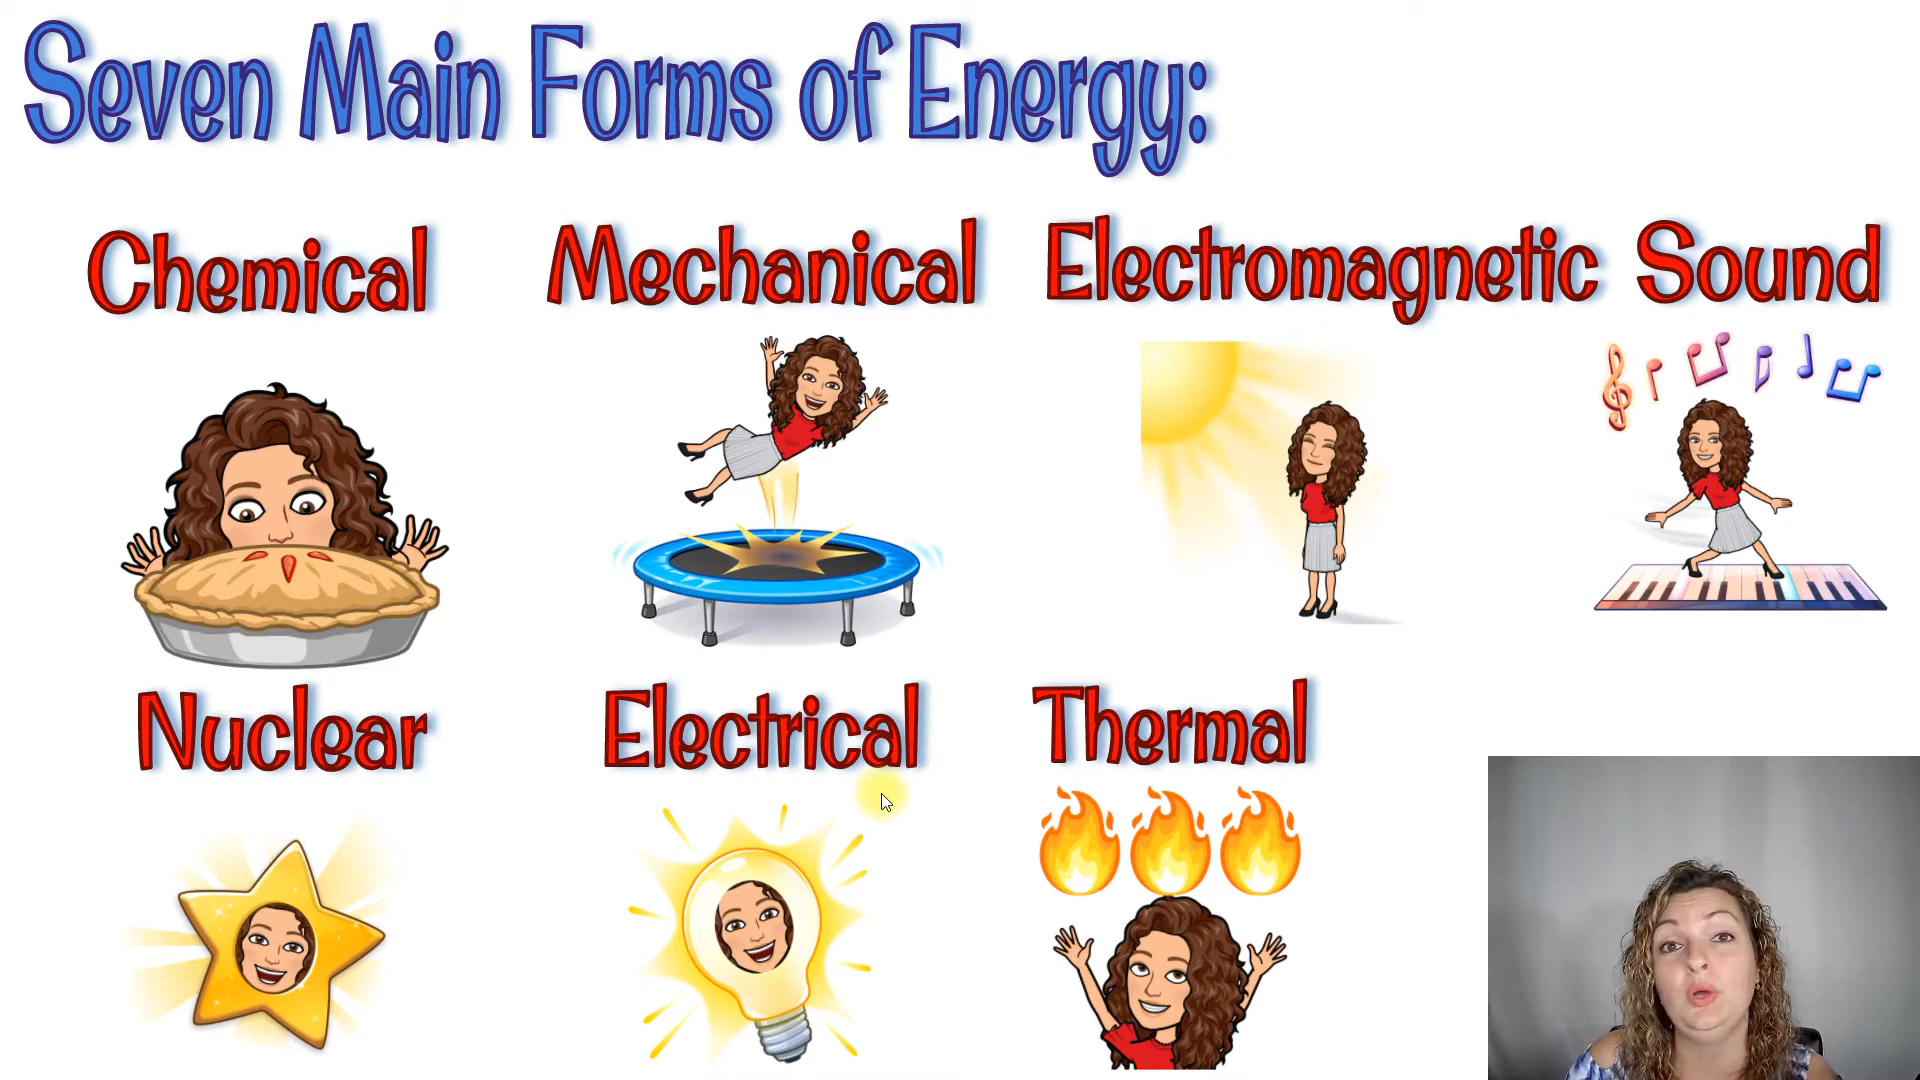 Seven Main Forms of Energy:
Chemical Mechanical Electromagnetic Sound
Nuclear Electrical Thermal